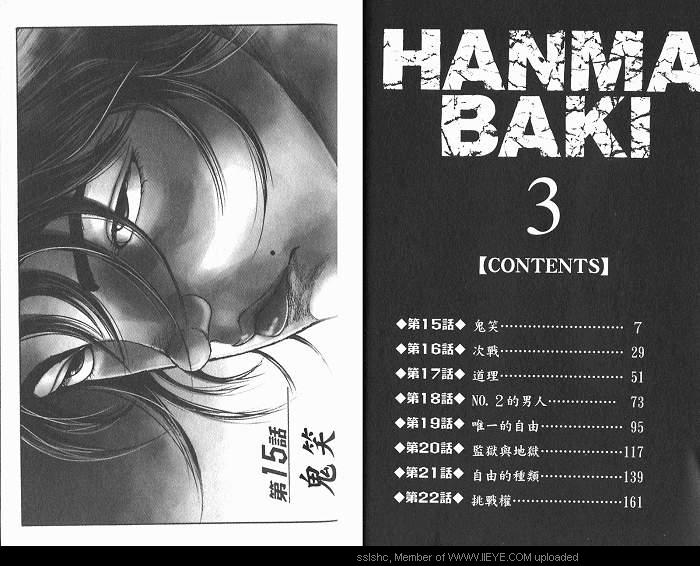 第15話
鬼笑
HANMA
BAKI
3
【CONTENTS】
◆第15話◆ 鬼笑……………………… 7
◆第16話◆ 次戰……………………… 29
◆第17話◆ 道理……………………… 51
◆第18話◆ NO. 2的男人…………… 73
◆第19話◆ 唯一的自由……………… 95
◆第20話◆ 監獄與地獄………………117
◆第21話◆ 自由的種類………………139
◆第22話◆ 挑戰權……………………161
sslshc, Member of WWW.IIEYE.COM uploaded